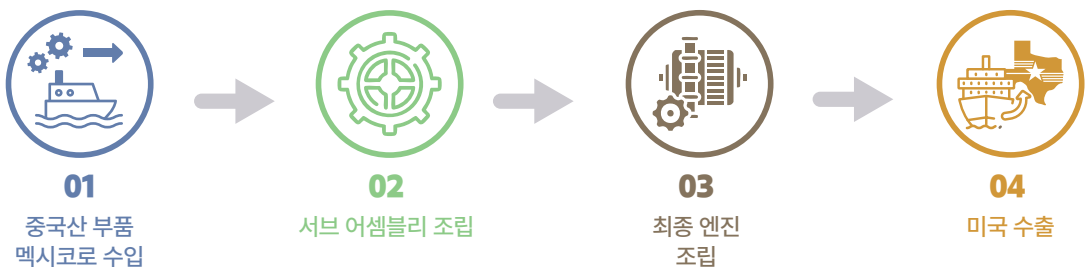 01
중국산 부품
멕시코로 수입
02
서브 어셈블리 조립
03
최종 엔진
조립
04
미국 수출